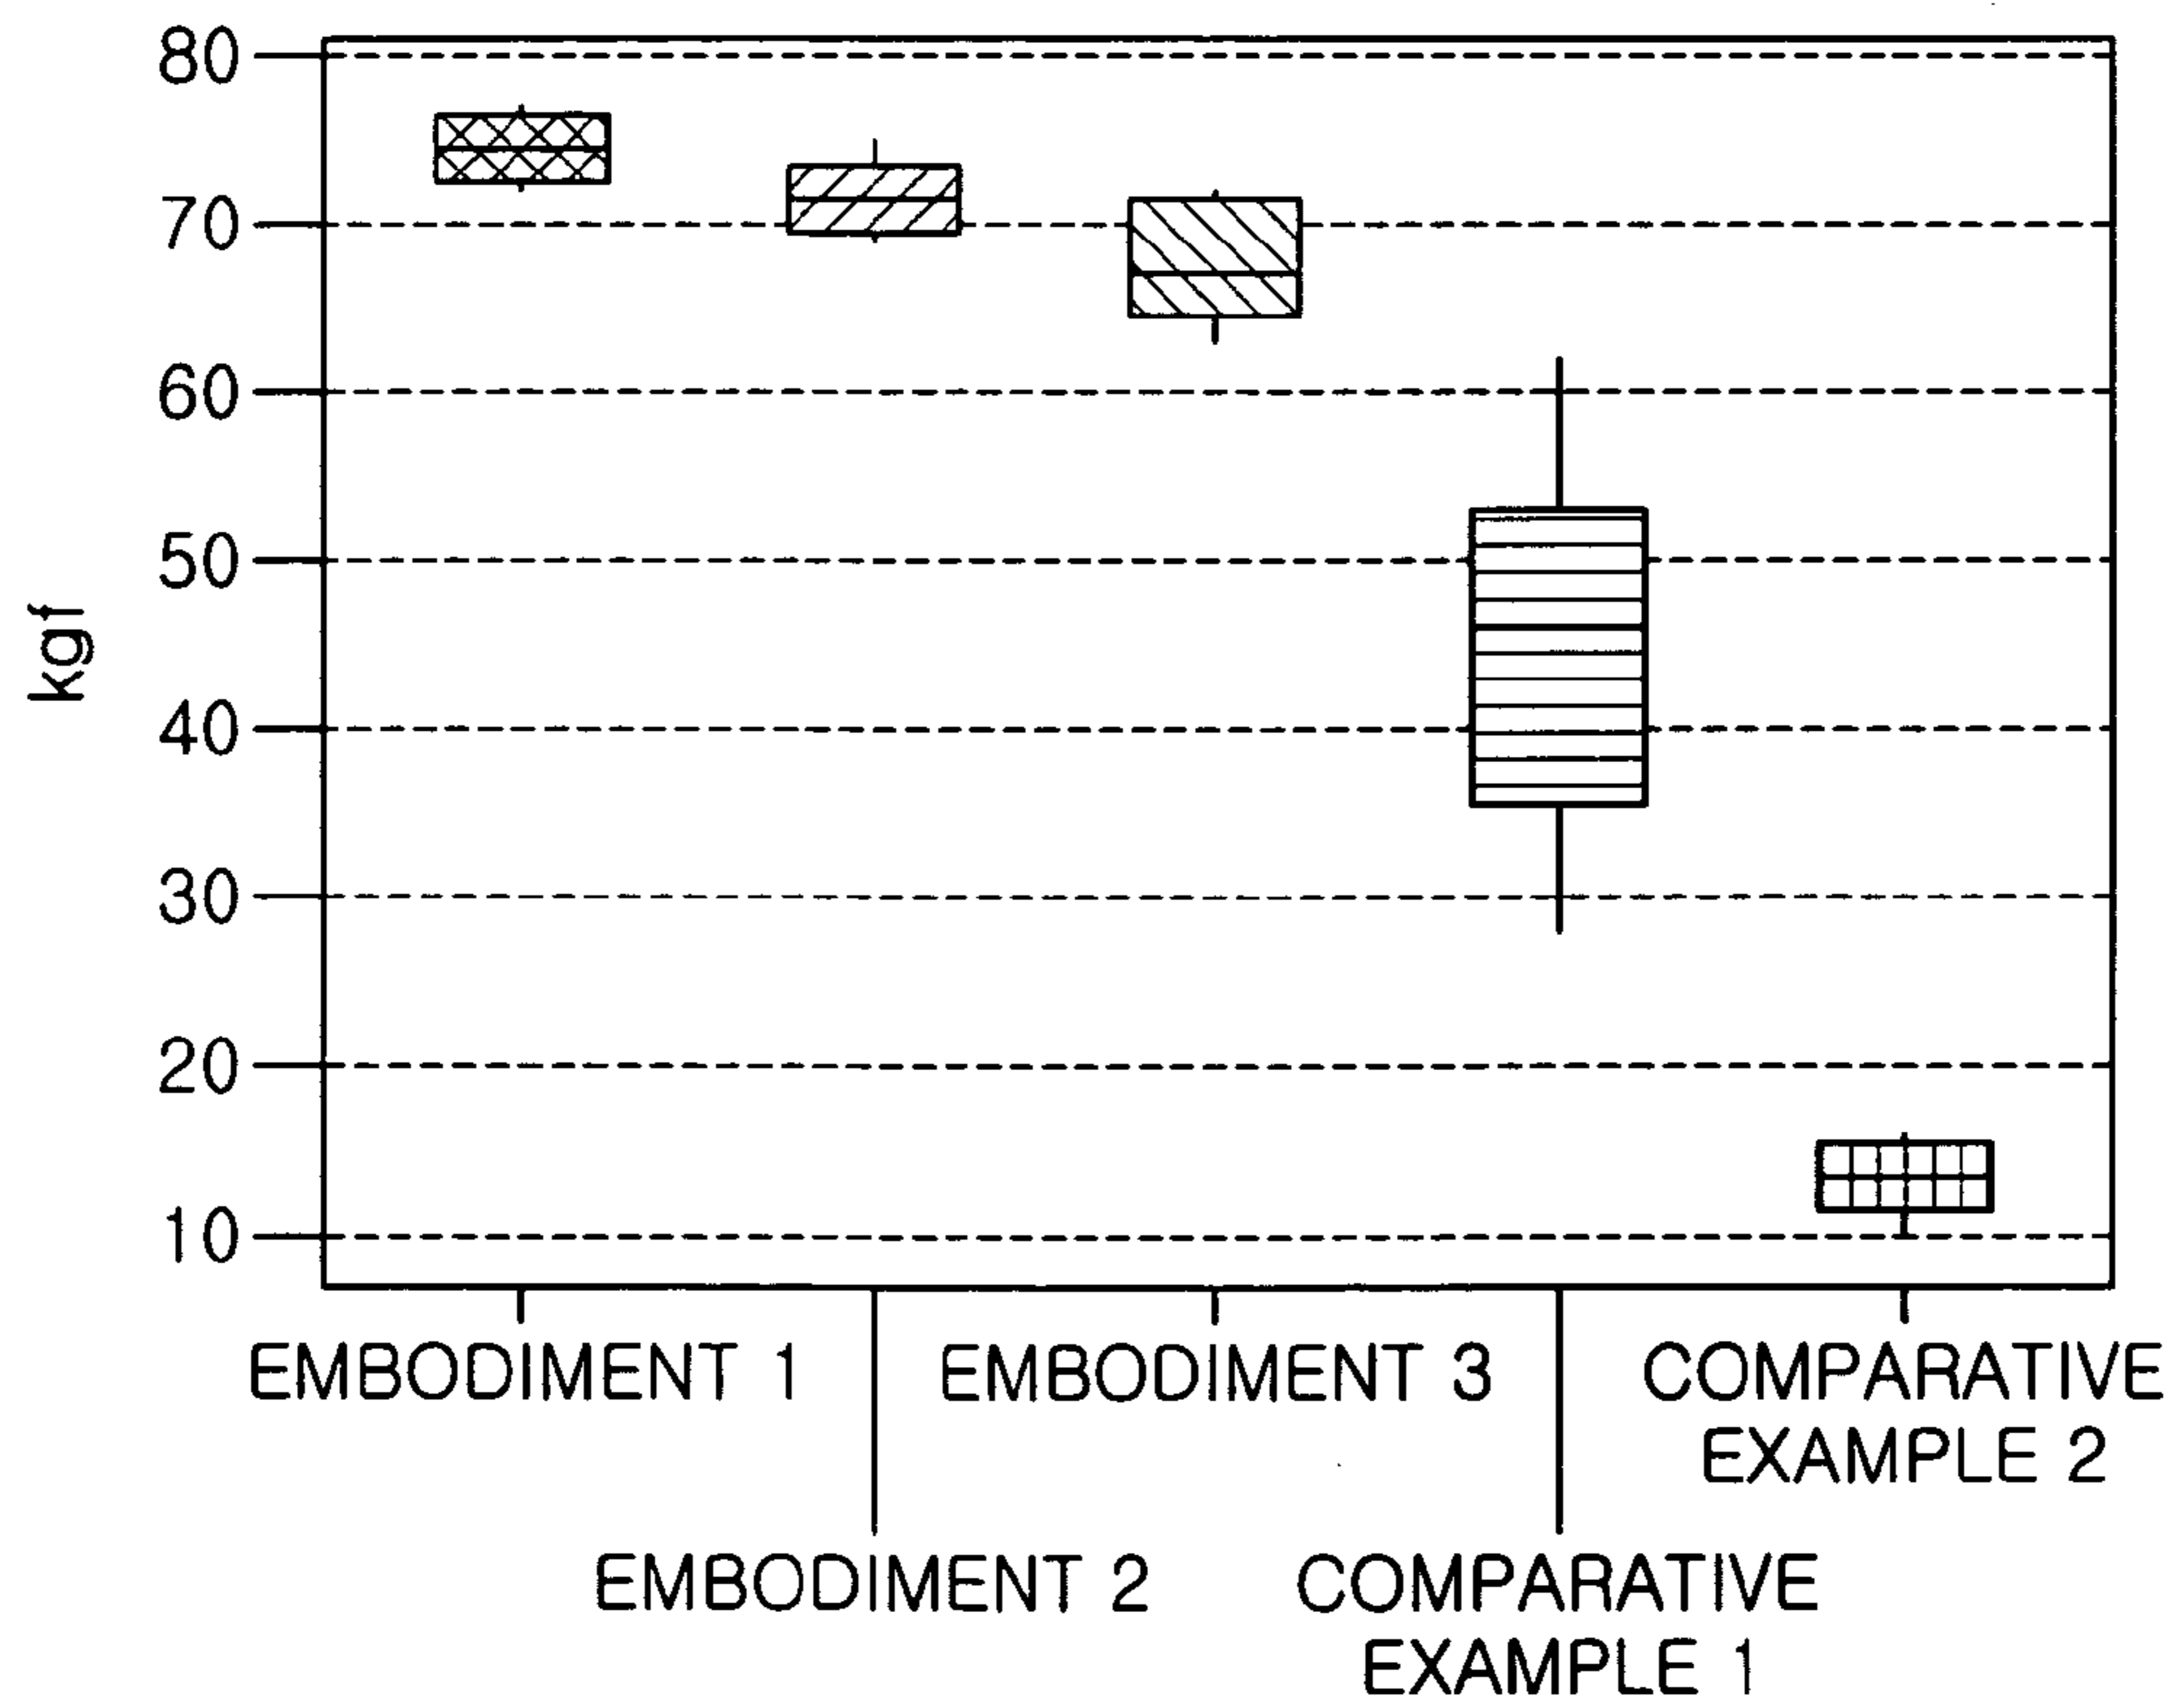 80
70
60
50
40
30
20
10
kgf
EMBODIMENT 1
EMBODIMENT 3
COMPARATIVE
EXAMPLE 2
EMBODIMENT 2
COMPARATIVE
EXAMPLE 1